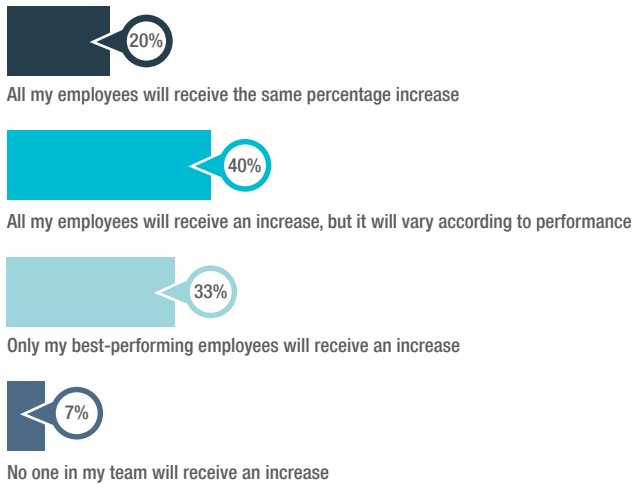 20%
All my employees will receive the same percentage increase
40%
All my employees will receive an increase, but it will vary according to performance
33%
Only my best-performing employees will receive an increase
7%
No one in my team will receive an increase